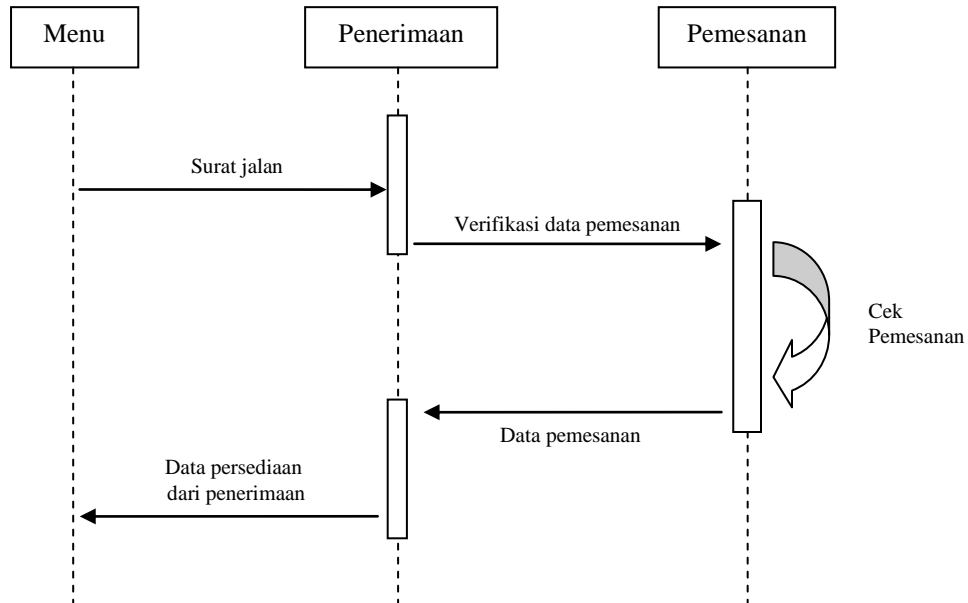 Menu
Penerimaan
Pemesanan
Surat jalan
Verifikasi data pemesanan
Cek
Pemesanan
Data pemesanan
Data persediaan
dari penerimaan